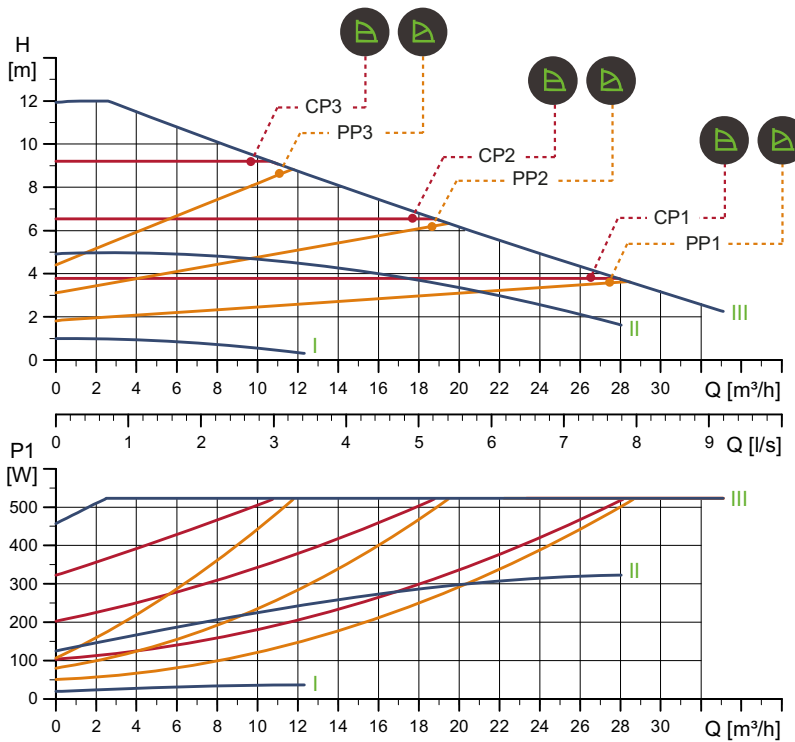 H
[m]
12
10
8
6
4
2
0
CP3
PP3
CP2
PP2
CP1
PP1
III
II
I
0 2 4 6 8 10 12 14 16 18 20 22 24 26 28 30 Q [m³/h]
0 1 2 3 4 5 6 7 8 9 Q [l/s]
P1
[W]
500
400
300
200
100
0
III
II
I
0 2 4 6 8 10 12 14 16 18 20 22 24 26 28 30 Q [m³/h]